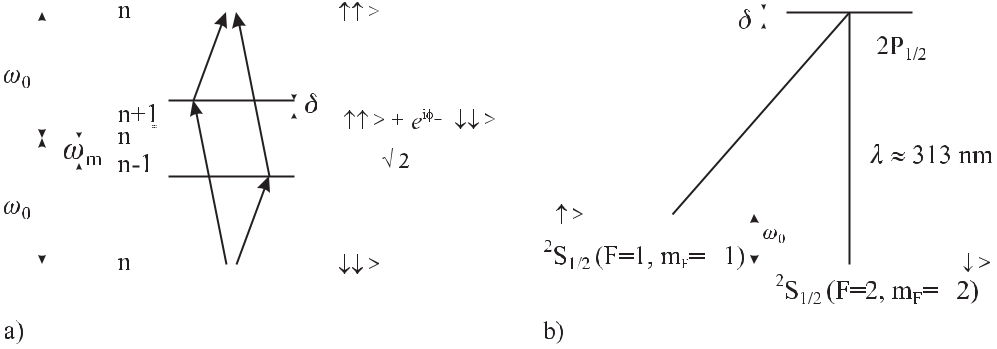 n ↑↑>
ω0
n+1 δ
n ↑↑> + e^iϕ_ ↓↓>
ωm √2
n-1
ω0
n ↓↓>
a)
δ
2P1/2
λ ≈ 313 nm
↑>
ω0
2S1/2 (F=1, mF= 1)
↓>
2S1/2 (F=2, mF= 2)
b)